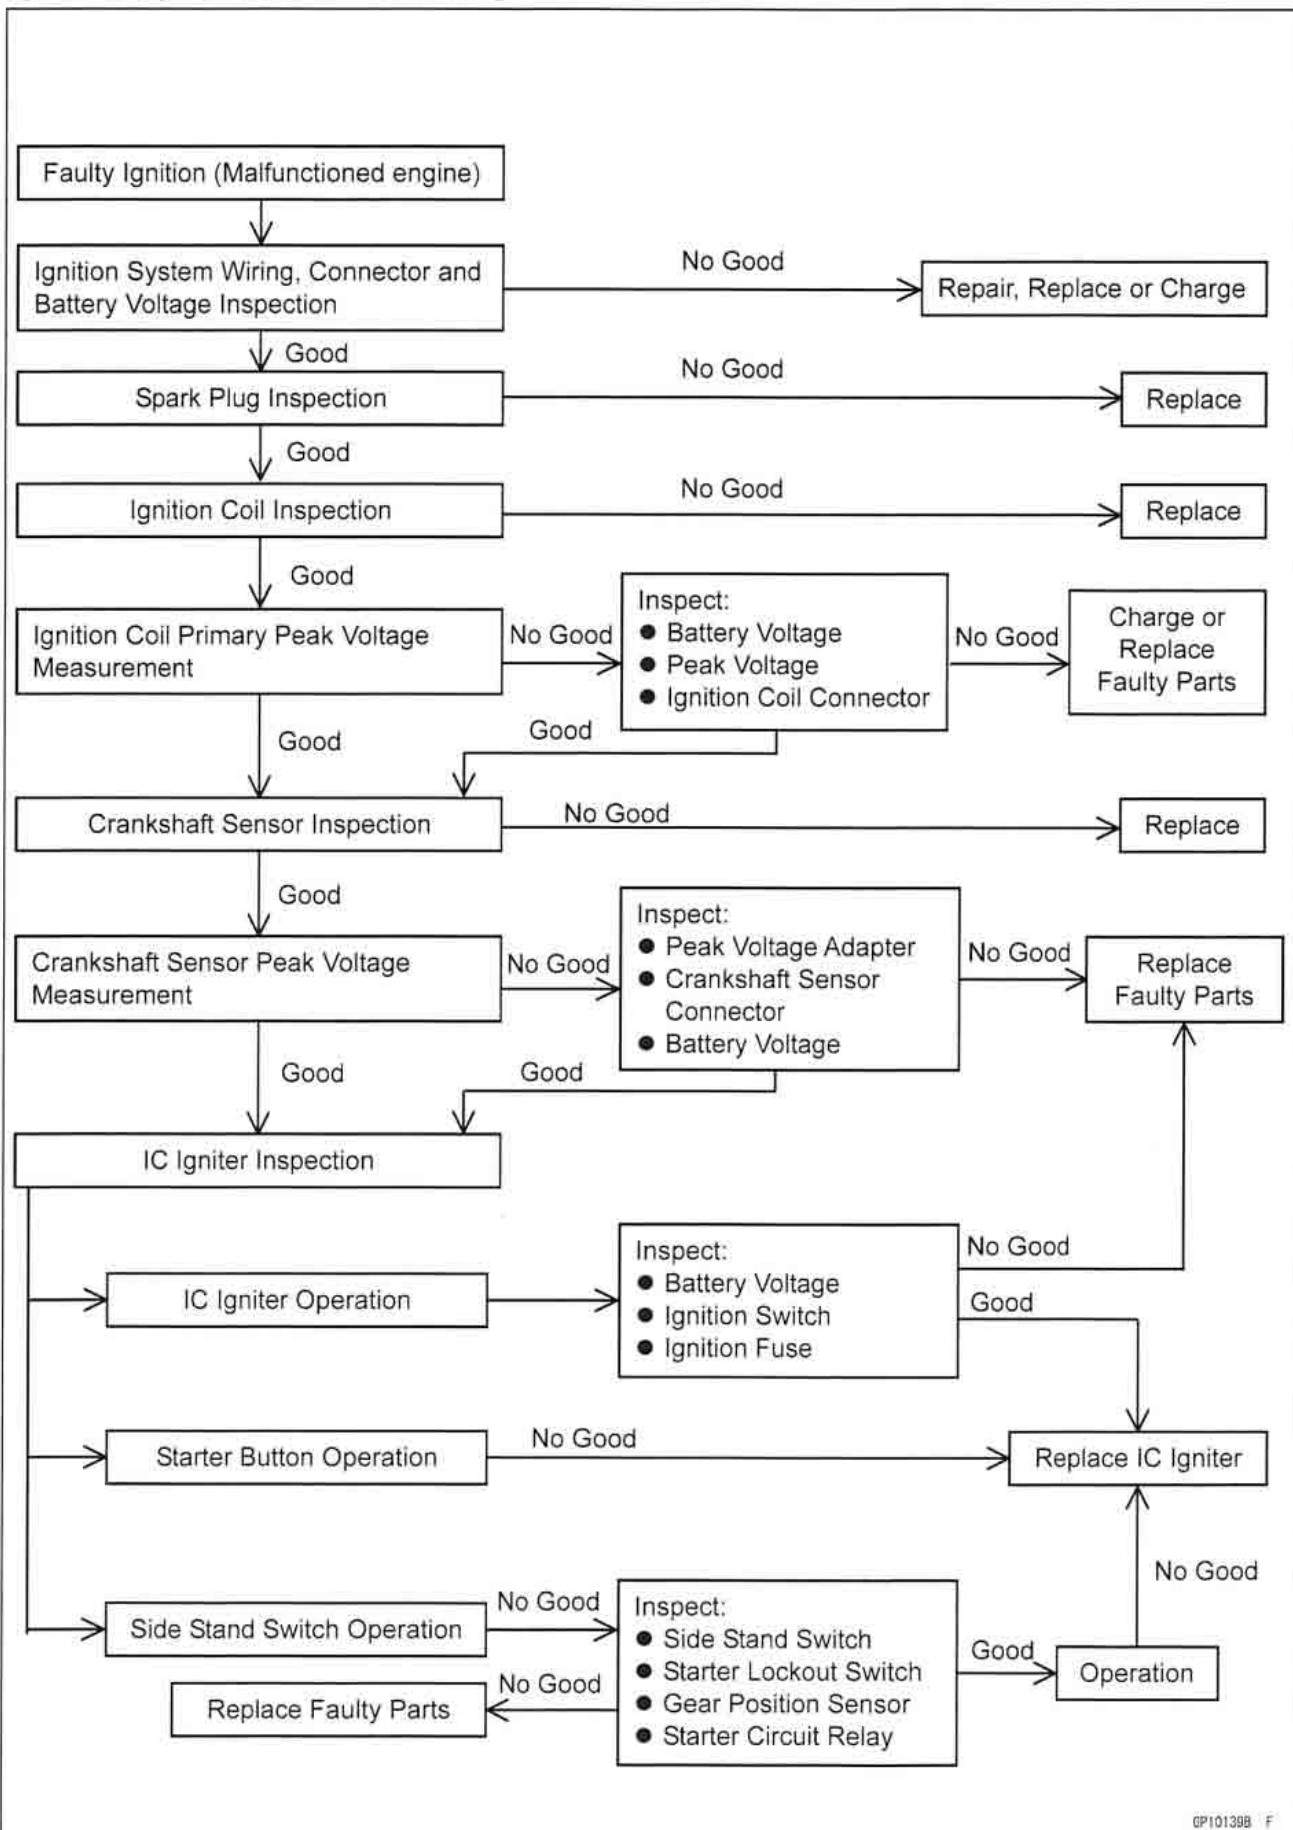 Faulty Ignition (Malfunctioned engine)
Ignition System Wiring, Connector and
Battery Voltage Inspection
No Good
Repair, Replace or Charge
Good
Spark Plug Inspection
No Good
Replace
Good
Ignition Coil Inspection
No Good
Replace
Good
Ignition Coil Primary Peak Voltage
Measurement
No Good
Inspect:
● Battery Voltage
● Peak Voltage
● Ignition Coil Connector
No Good
Charge or
Replace
Faulty Parts
Good
Good
Crankshaft Sensor Inspection
No Good
Replace
Good
Crankshaft Sensor Peak Voltage
Measurement
No Good
Inspect:
● Peak Voltage Adapter
● Crankshaft Sensor
Connector
● Battery Voltage
No Good
Replace
Faulty Parts
Good
Good
IC Igniter Inspection
IC Igniter Operation
Inspect:
● Battery Voltage
● Ignition Switch
● Ignition Fuse
No Good
Good
Starter Button Operation
No Good
Replace IC Igniter
Side Stand Switch Operation
No Good
Inspect:
● Side Stand Switch
● Starter Lockout Switch
● Gear Position Sensor
● Starter Circuit Relay
Good
Operation
No Good
No Good
Replace Faulty Parts
GP10139B F